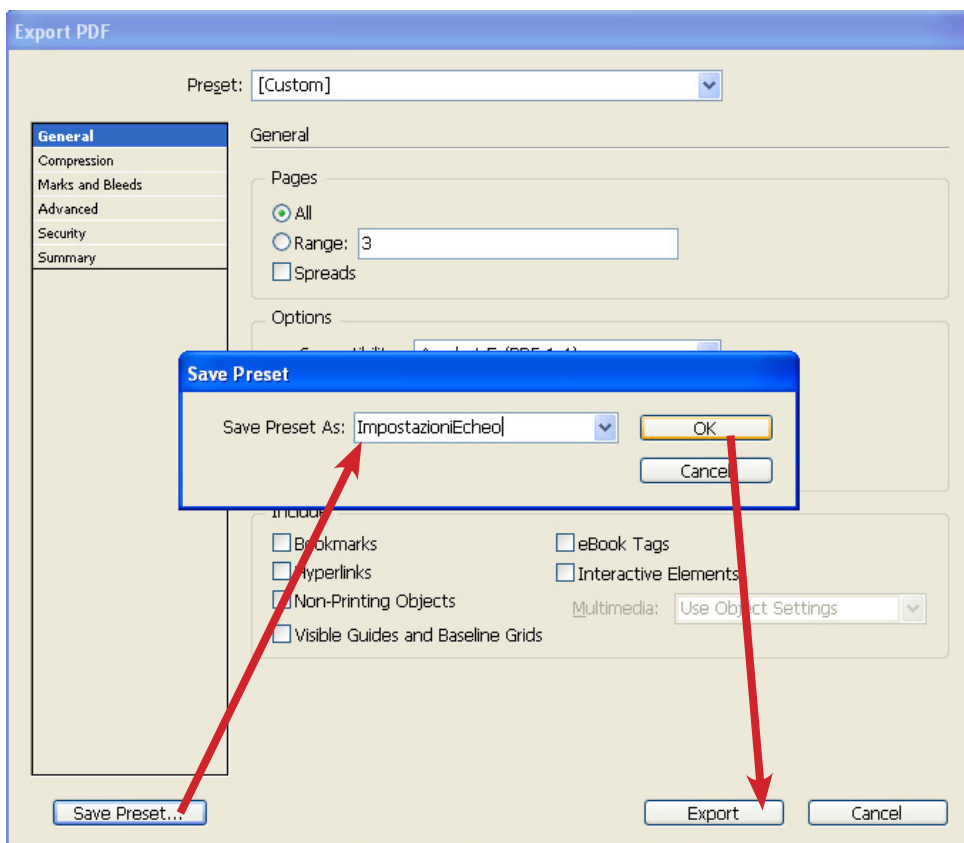 Export PDF
Preset: [Custom]
General
Compression
Marks and Bleeds
Advanced
Security
Summary
General
Pages
All
Range: 3
Spreads
Options
Save Preset
Save Preset As: ImpostazioniEcheo
OK
Cancel
Include
Bookmarks
Hyperlinks
Non-Printing Objects
Visible Guides and Baseline Grids
eBook Tags
Interactive Elements
Multimedia: Use Object Settings
Save Preset...
Export
Cancel